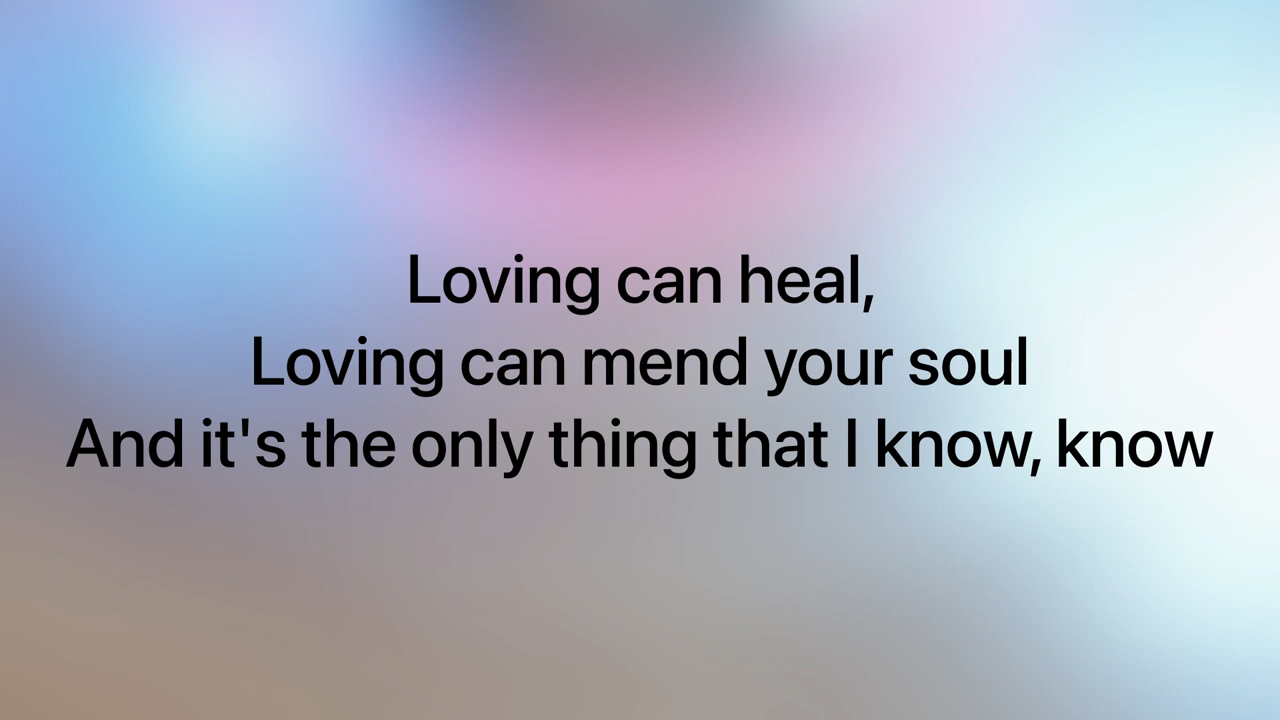 Loving can heal,
Loving can mend your soul
And it's the only thing that I know, know